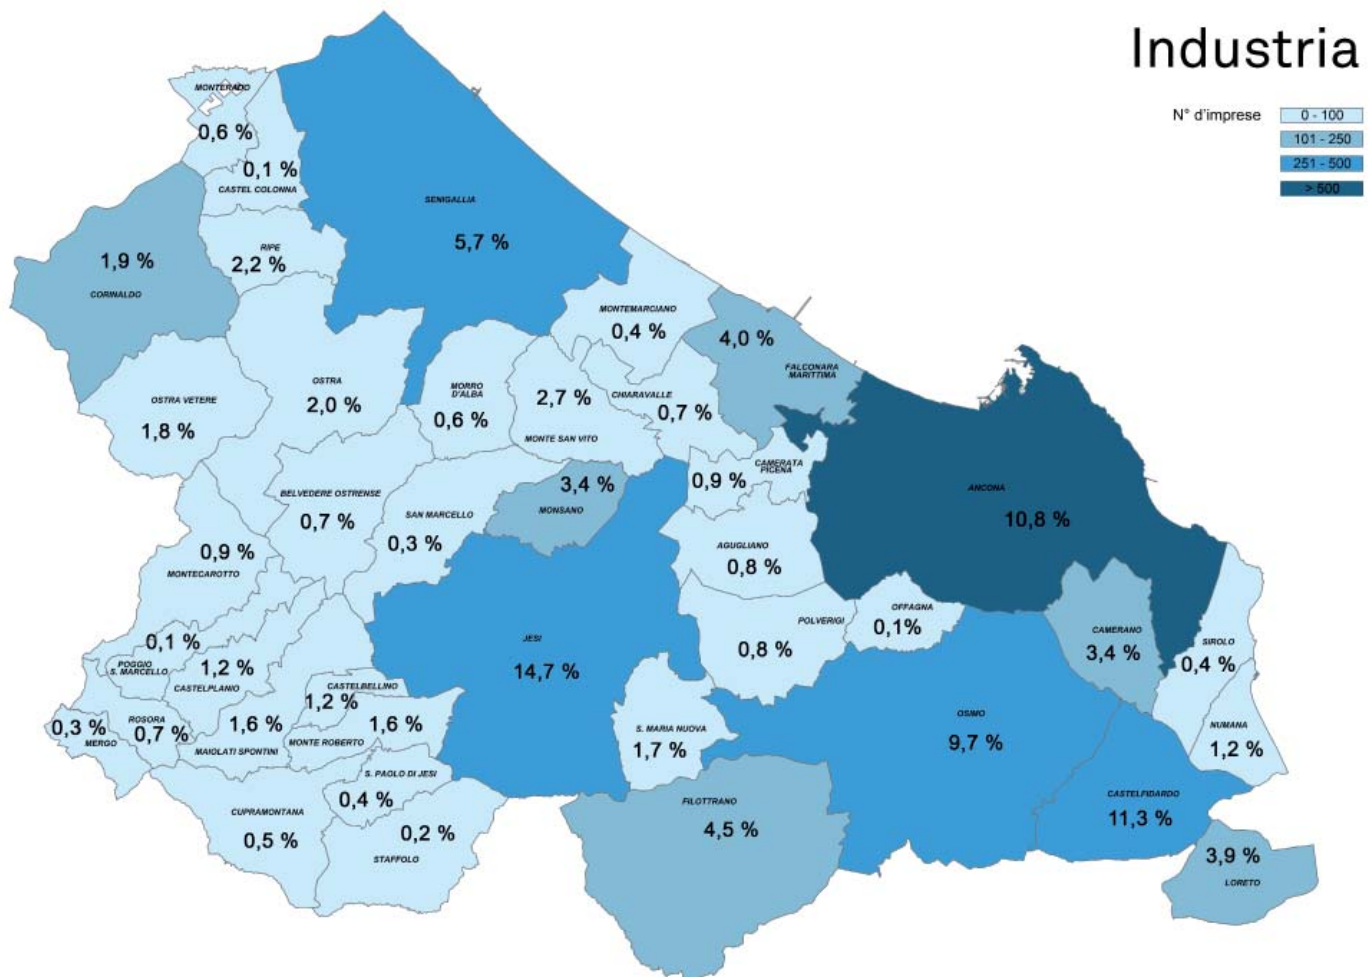 Industria
N° d'imprese
0 - 100
101 - 250
251 - 500
> 500
MONTERADO
0,6 %
0,1 %
CASTEL COLONNA
SENIGALLIA
5,7 %
RIPE
2,2 %
1,9 %
CORINALDO
MONTEMARCIANO
0,4 %
4,0 %
FALCONARA
MARITTIMA
OSTRA
2,0 %
OSTRA VETERE
1,8 %
MORRO
D'ALBA
0,6 %
2,7 %
MONTE SAN VITO
CHIARAVALLE
0,7 %
CAMERATA
PICENA
0,9 %
ANCONA
10,8 %
BELVEDERE OSTRENSE
0,7 %
SAN MARCELLO
0,3 %
3,4 %
MONSANO
AGUGLIANO
0,8 %
0,9 %
MONTECAROTTO
POLVERIGI
0,8 %
OFFAGNA
0,1%
CAMERANO
3,4 %
SIROLO
0,4 %
0,1 %
POGGIO
S. MARCELLO
1,2 %
CASTELPLANIO
JESI
14,7 %
CASTELBELLINO
1,2 %
1,6 %
MONTE ROBERTO
1,6 %
MAIOLATI SPONTINI
ROSORA
0,7 %
0,3 %
MERGO
S. MARIA NUOVA
1,7 %
OSIMO
9,7 %
NUMANA
1,2 %
S. PAOLO DI JESI
0,4 %
CUPRAMONTANA
0,5 %
0,2 %
STAFFOLO
FILOTTRANO
4,5 %
CASTELFIDARDO
11,3 %
3,9 %
LORETO